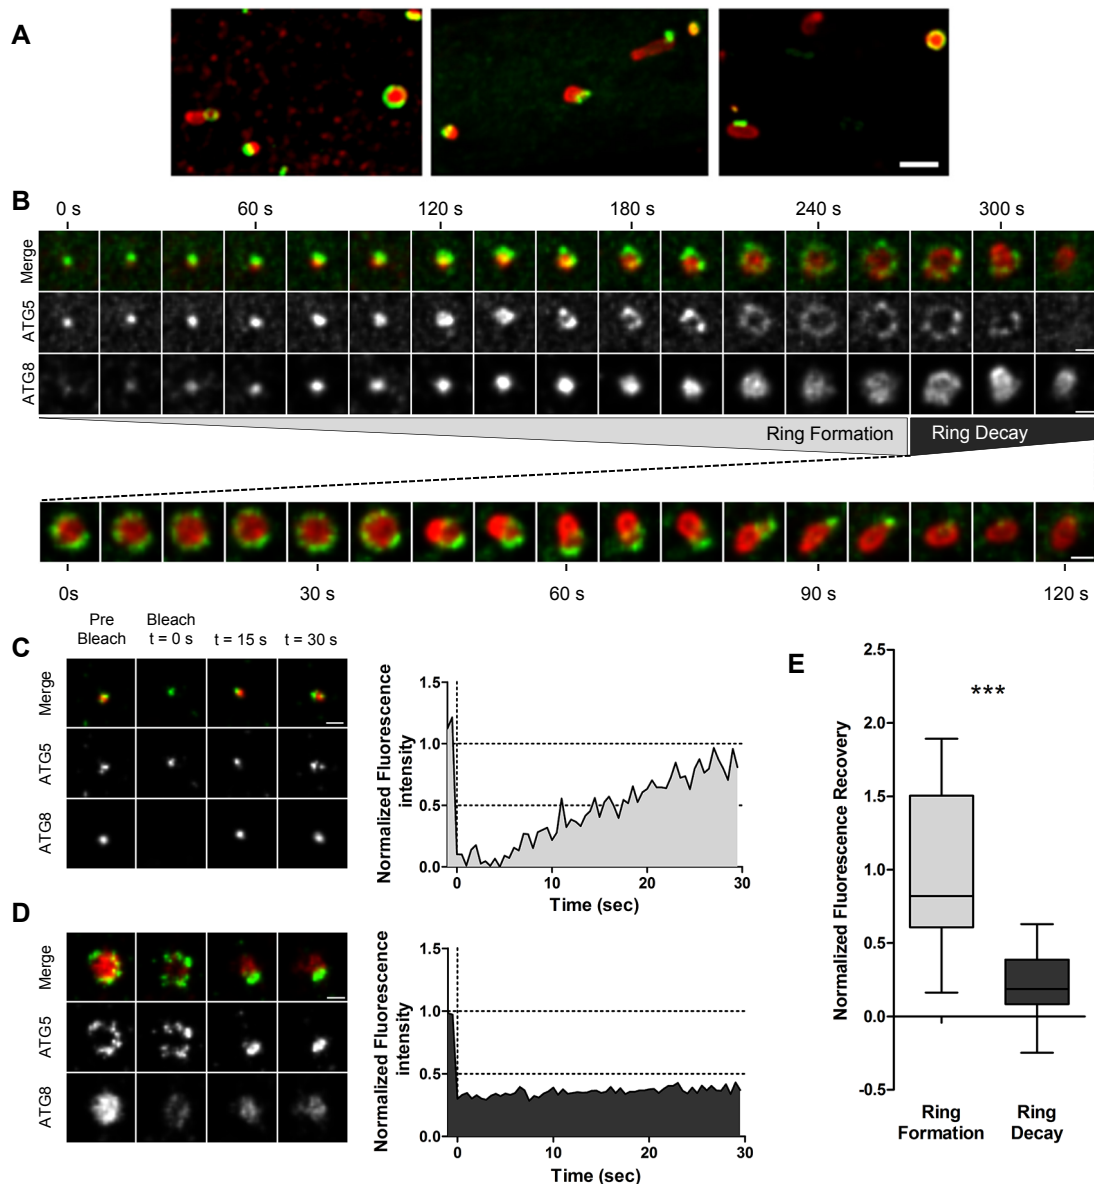 A
B
0 s 60 s 120 s 180 s 240 s 300 s
Merge
ATG5
ATG8
Ring Formation Ring Decay
0s 30 s 60 s 90 s 120 s
C
Pre Bleach
Bleach t = 0 s
t = 15 s
t = 30 s
Merge
ATG5
ATG8
Normalized Fluorescence
intensity
1.5
1.0
0.5
0.0
0 10 20 30
Time (sec)
D
Merge
ATG5
ATG8
Normalized Fluorescence
intensity
1.5
1.0
0.5
0.0
0 10 20 30
Time (sec)
E
Normalized Fluorescence Recovery
2.5
2.0
1.5
1.0
0.5
0.0
-0.5
***
Ring
Formation
Ring
Decay